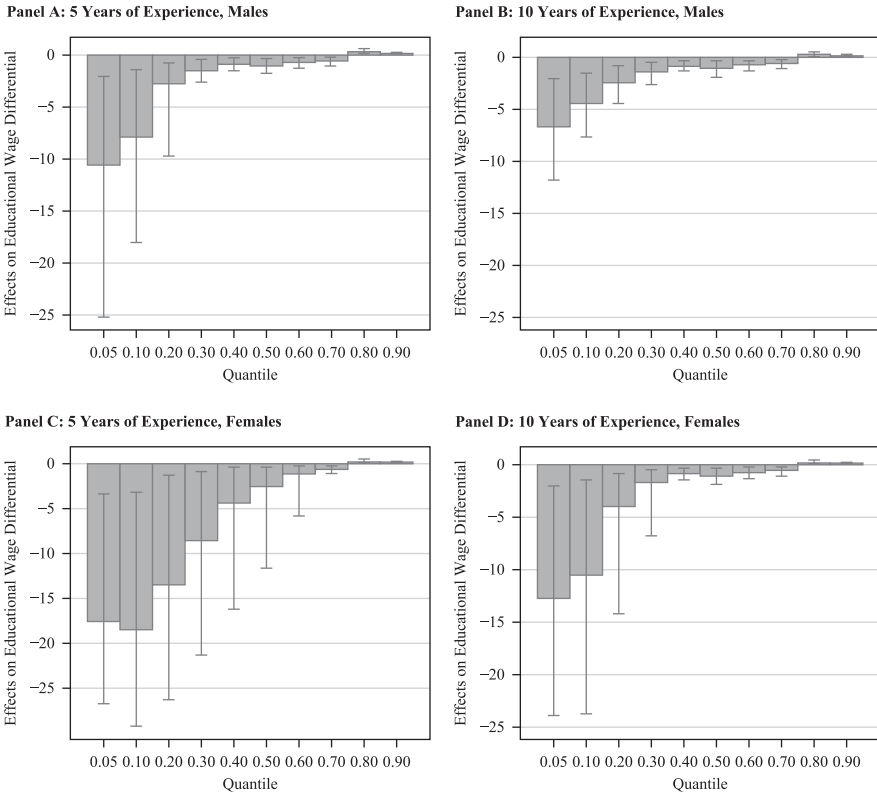 Panel A: 5 Years of Experience, Males
Effects on Educational Wage Differential
0
−5
−10
−15
−20
−25
0.05 0.10 0.20 0.30 0.40 0.50 0.60 0.70 0.80 0.90
Quantile
Panel B: 10 Years of Experience, Males
Effects on Educational Wage Differential
0
−5
−10
−15
−20
−25
0.05 0.10 0.20 0.30 0.40 0.50 0.60 0.70 0.80 0.90
Quantile
Panel C: 5 Years of Experience, Females
Effects on Educational Wage Differential
0
−5
−10
−15
−20
−25
0.05 0.10 0.20 0.30 0.40 0.50 0.60 0.70 0.80 0.90
Quantile
Panel D: 10 Years of Experience, Females
Effects on Educational Wage Differential
0
−5
−10
−15
−20
−25
0.05 0.10 0.20 0.30 0.40 0.50 0.60 0.70 0.80 0.90
Quantile